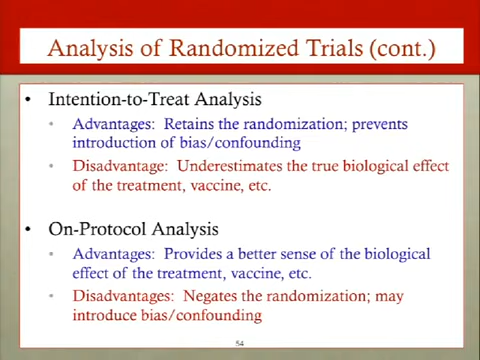 Analysis of Randomized Trials (cont.)
• Intention-to-Treat Analysis
• Advantages: Retains the randomization; prevents
introduction of bias/confounding
• Disadvantage: Underestimates the true biological effect
of the treatment, vaccine, etc.
• On-Protocol Analysis
• Advantages: Provides a better sense of the biological
effect of the treatment, vaccine, etc.
• Disadvantages: Negates the randomization; may
introduce bias/confounding
54